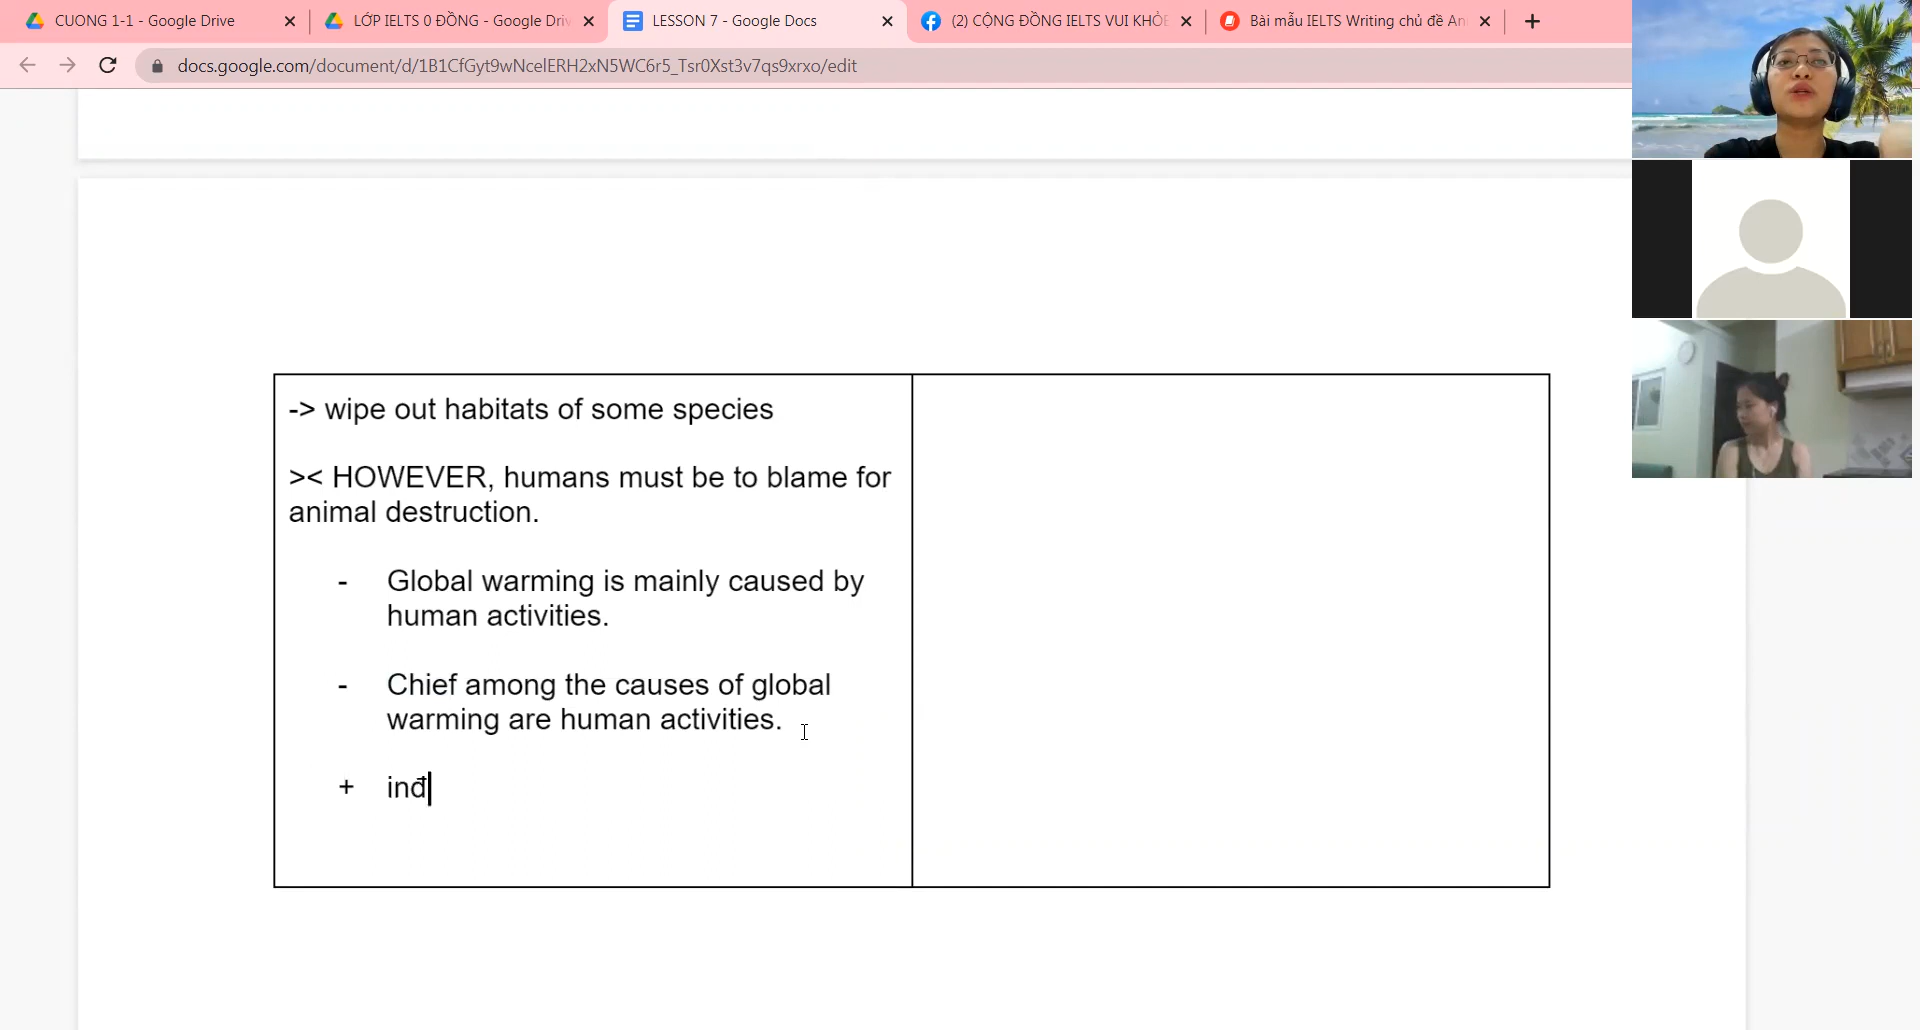 CUONG 1-1 - Google Drive
LỚP IELTS 0 ĐỒNG - Google Dri
LESSON 7 - Google Docs
(2) CỘNG ĐỒNG IELTS VUI KHỎE
Bài mẫu IELTS Writing chủ đề An
docs.google.com/document/d/1B1CfGyt9wNcelERH2xN5WC6r5_Tsr0Xst3v7qs9xrxo/edit
-> wipe out habitats of some species
>< HOWEVER, humans must be to blame for
animal destruction.
- Global warming is mainly caused by
human activities.
- Chief among the causes of global
warming are human activities.
+ inđ